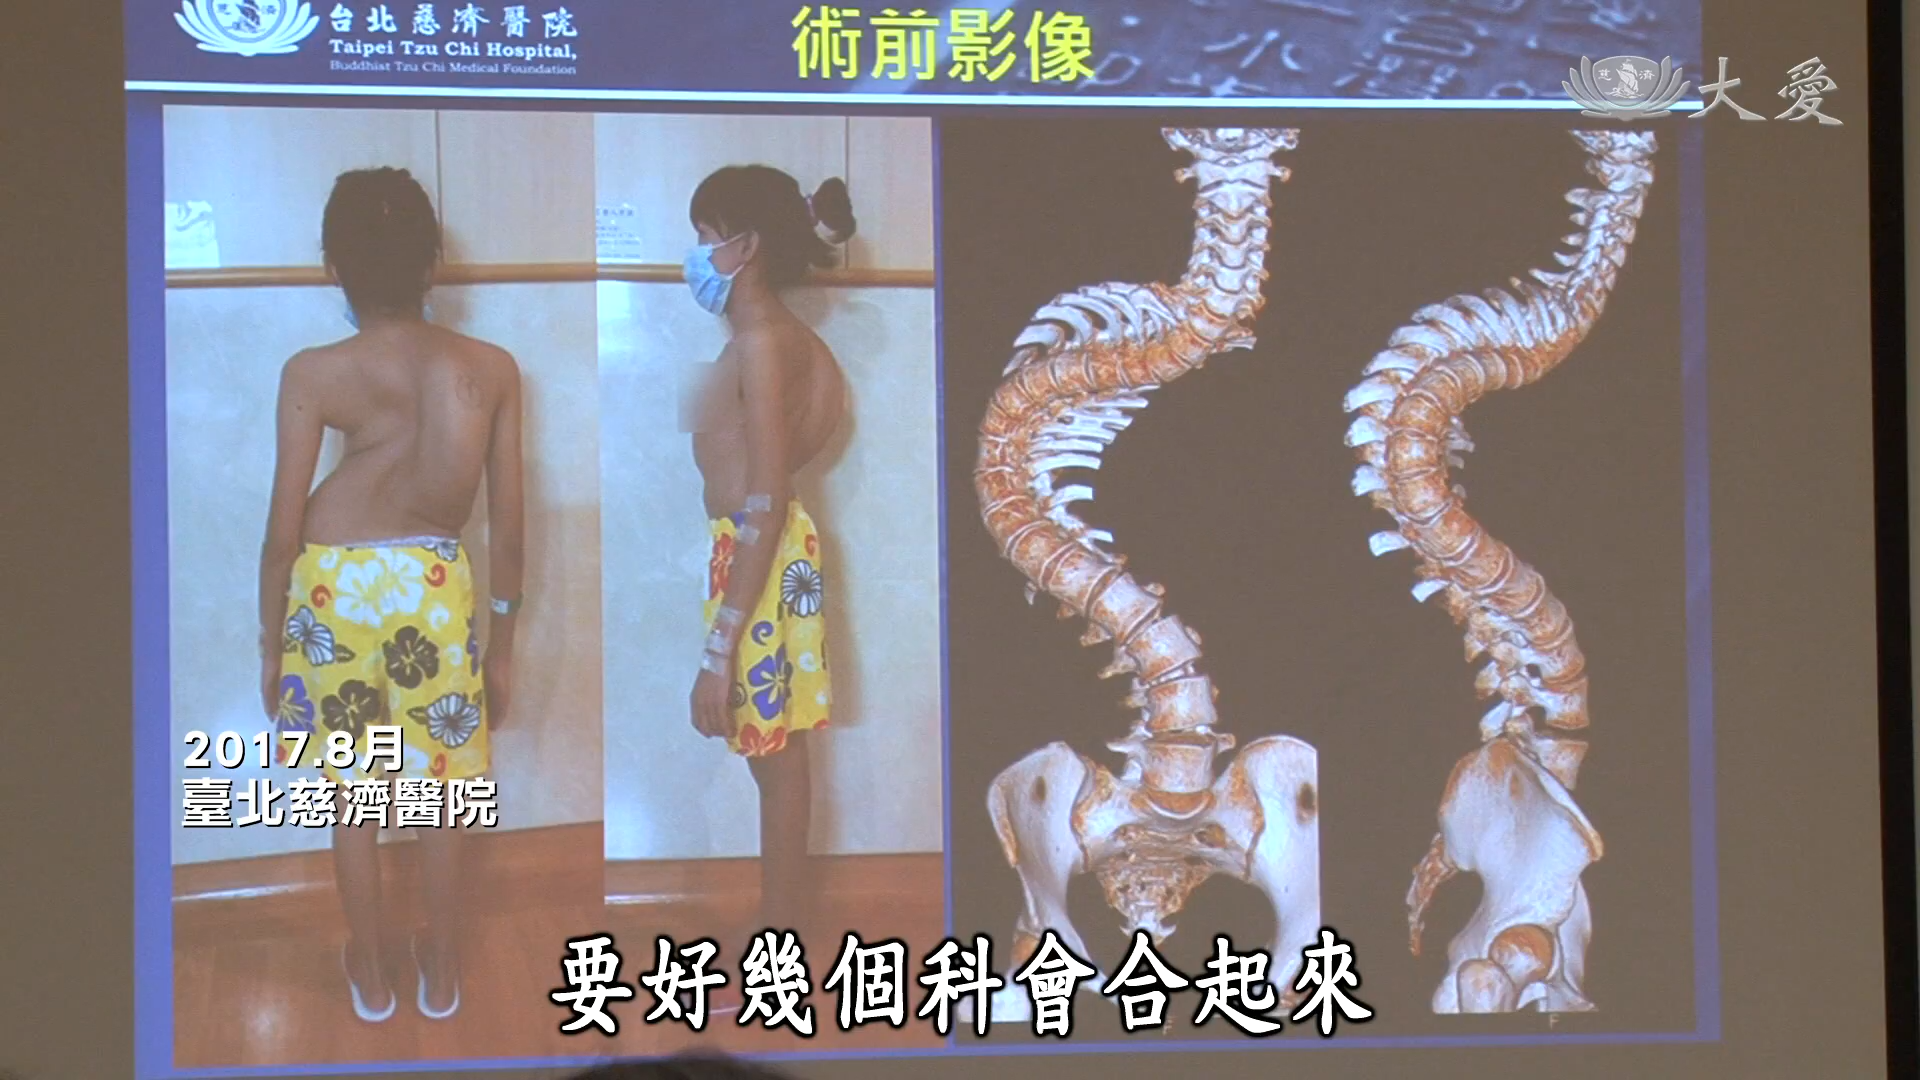 台北慈濟醫院
Taipei Tzu Chi Hospital,
Buddhist Tzu Chi Medical Foundation
術前影像
慈濟
大愛
2017.8月
臺北慈濟醫院
要好幾個科會合起來